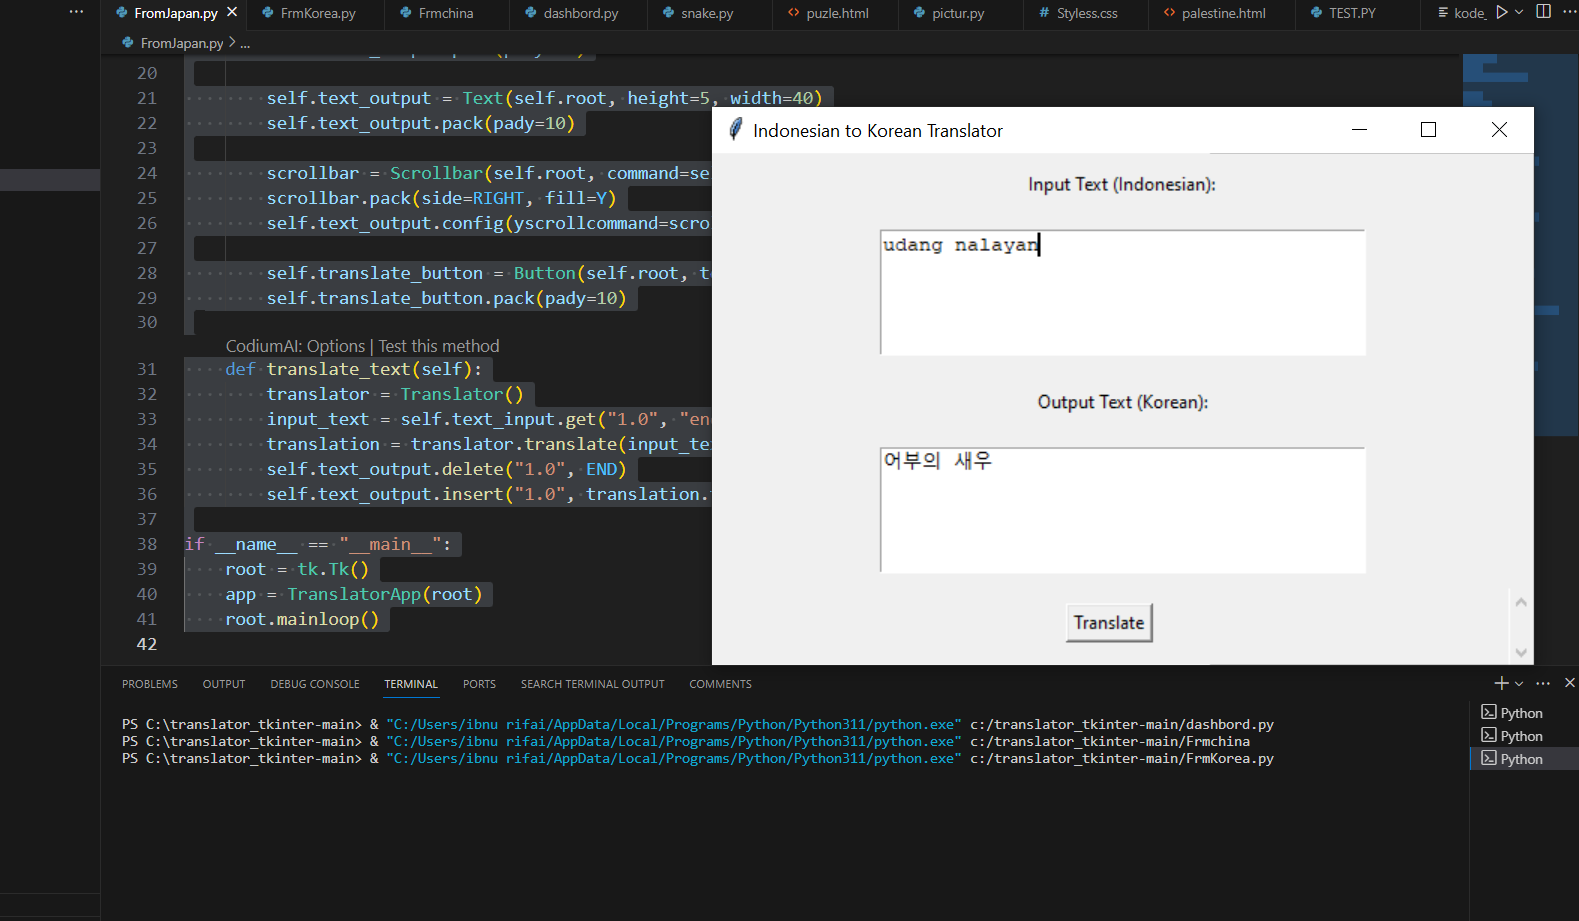 FromJapan.py
FrmKorea.py
Frmchina
dashbord.py
snake.py
puzle.html
pictur.py
Styless.css
palestine.html
TEST.PY
kode_
FromJapan.py > ...
20
21 self.text_output = Text(self.root, height=5, width=40)
22 self.text_output.pack(pady=10)
23
24 scrollbar = Scrollbar(self.root, command=se
25 scrollbar.pack(side=RIGHT, fill=Y)
26 self.text_output.config(yscrollcommand=scro
27
28 self.translate_button = Button(self.root, te
29 self.translate_button.pack(pady=10)
30
CodiumAI: Options | Test this method
31 def translate_text(self):
32 translator = Translator()
33 input_text = self.text_input.get("1.0", "en
34 translation = translator.translate(input_te
35 self.text_output.delete("1.0", END)
36 self.text_output.insert("1.0", translation.
37
38 if __name__ == "__main__":
39 root = tk.Tk()
40 app = TranslatorApp(root)
41 root.mainloop()
42
Indonesian to Korean Translator
Input Text (Indonesian):
udang nalayan
Output Text (Korean):
어부의 새우
Translate
PROBLEMS OUTPUT DEBUG CONSOLE TERMINAL PORTS SEARCH TERMINAL OUTPUT COMMENTS
PS C:\translator_tkinter-main> & "C:/Users/ibnu rifai/AppData/Local/Programs/Python/Python311/python.exe" c:/translator_tkinter-main/dashbord.py
PS C:\translator_tkinter-main> & "C:/Users/ibnu rifai/AppData/Local/Programs/Python/Python311/python.exe" c:/translator_tkinter-main/Frmchina
PS C:\translator_tkinter-main> & "C:/Users/ibnu rifai/AppData/Local/Programs/Python/Python311/python.exe" c:/translator_tkinter-main/FrmKorea.py
Python
Python
Python